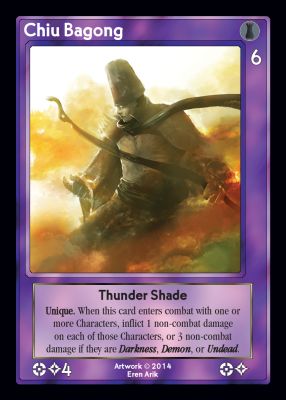 Chiu Bagong
6
Thunder Shade
Unique. When this card enters combat with one or
more Characters, inflict 1 non-combat damage
on each of those Characters, or 3 non-combat
damage if they are Darkness, Demon, or Undead.
4
Artwork © 2014
Eren Arik